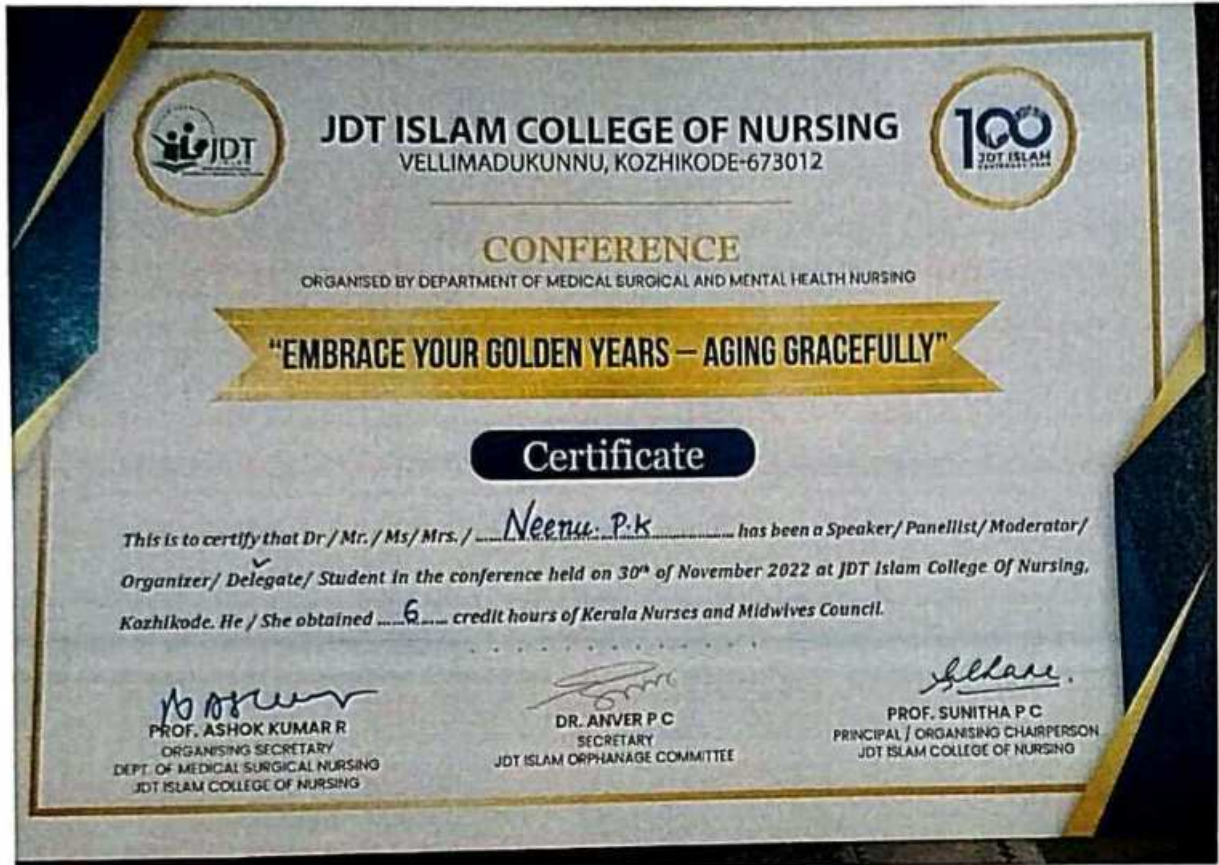 JDT
100
JDT ISLAM
CENTENARY YEAR
JDT ISLAM COLLEGE OF NURSING
VELLIMADUKUNNU, KOZHIKODE-673012
CONFERENCE
ORGANISED BY DEPARTMENT OF MEDICAL SURGICAL AND MENTAL HEALTH NURSING
“EMBRACE YOUR GOLDEN YEARS – AGING GRACEFULLY”
Certificate
This is to certify that Dr / Mr. / Ms/ Mrs. / ..... Neenu. P.K ..... has been a Speaker/ Panellist/ Moderator/
Organizer/ Delegate/ Student in the conference held on 30th of November 2022 at JDT Islam College Of Nursing,
Kozhikode. He / She obtained ..... 6 ..... credit hours of Kerala Nurses and Midwives Council.
PROF. ASHOK KUMAR R
ORGANISING SECRETARY
DEPT. OF MEDICAL SURGICAL NURSING
JDT ISLAM COLLEGE OF NURSING
DR. ANVER P C
SECRETARY
JDT ISLAM ORPHANAGE COMMITTEE
PROF. SUNITHA P C
PRINCIPAL / ORGANISING CHAIRPERSON
JDT ISLAM COLLEGE OF NURSING